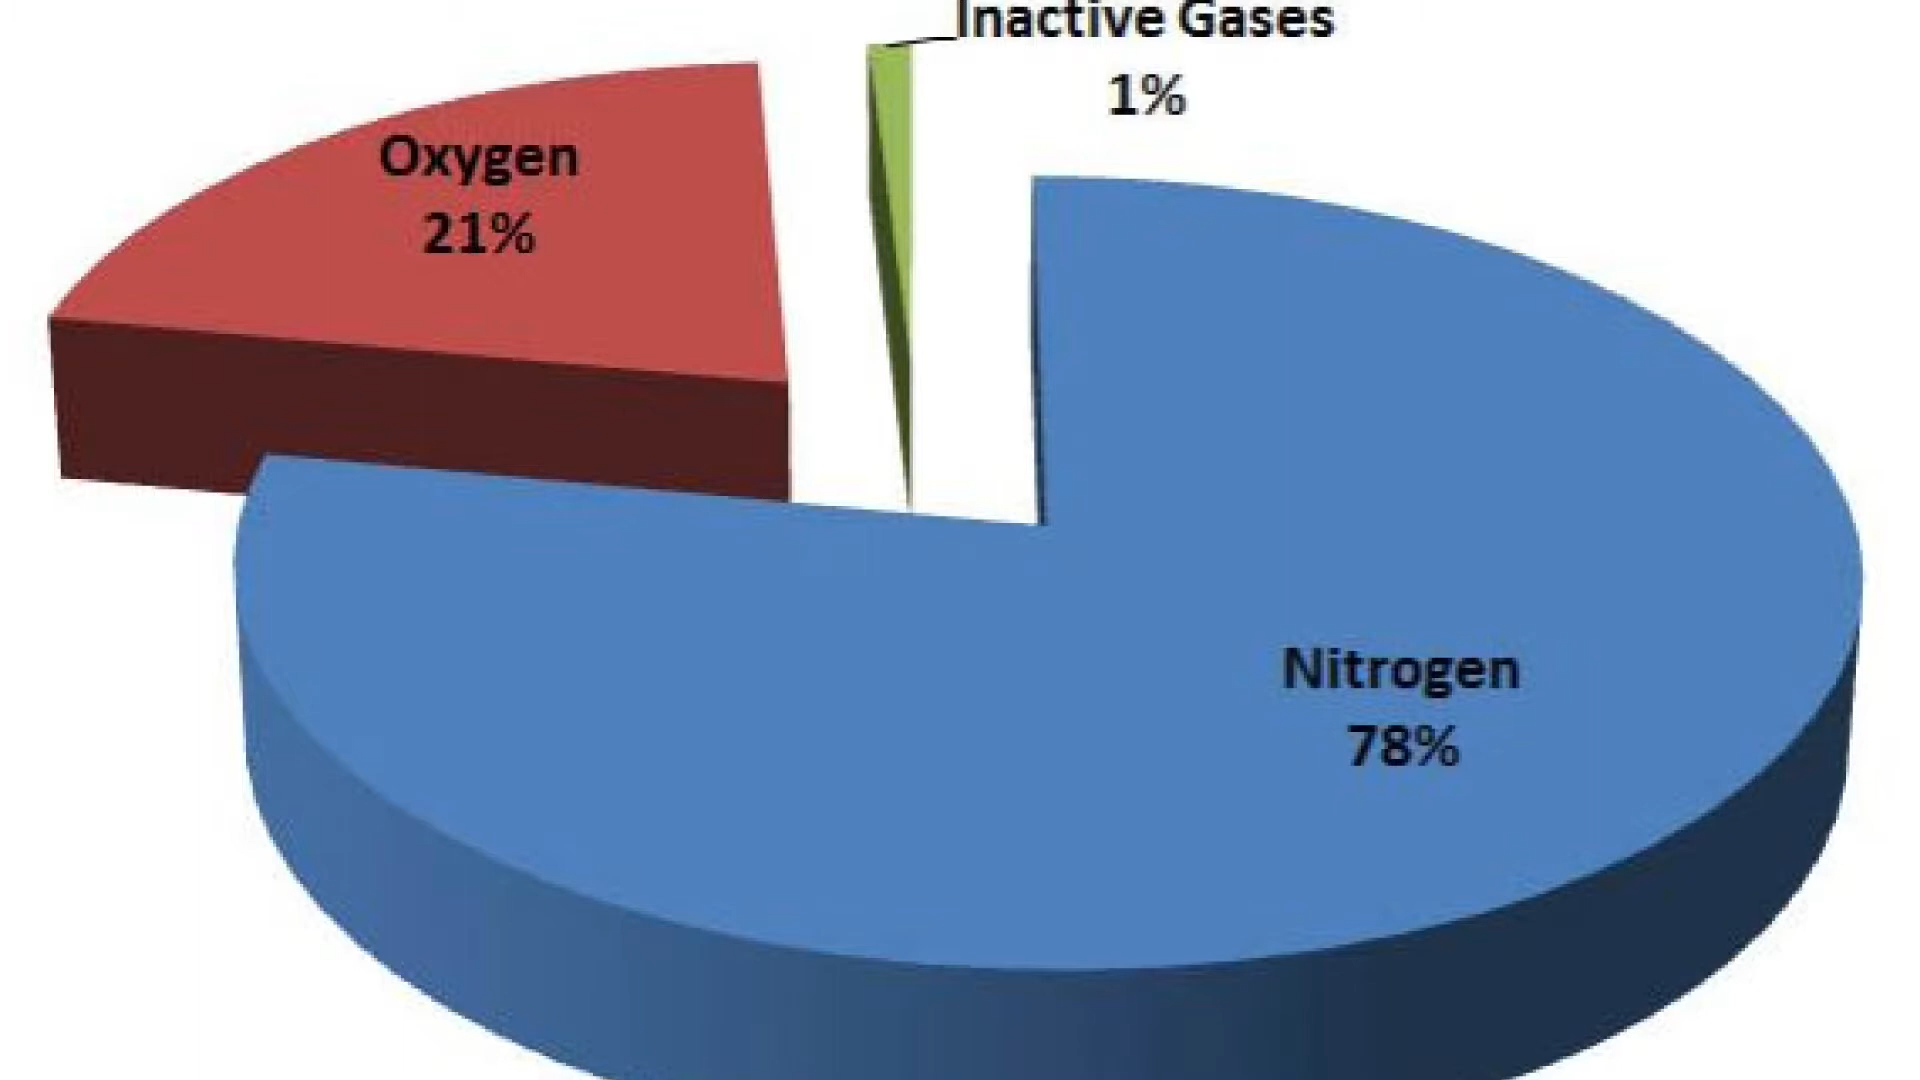 Inactive Gases
1%
Oxygen
21%
Nitrogen
78%